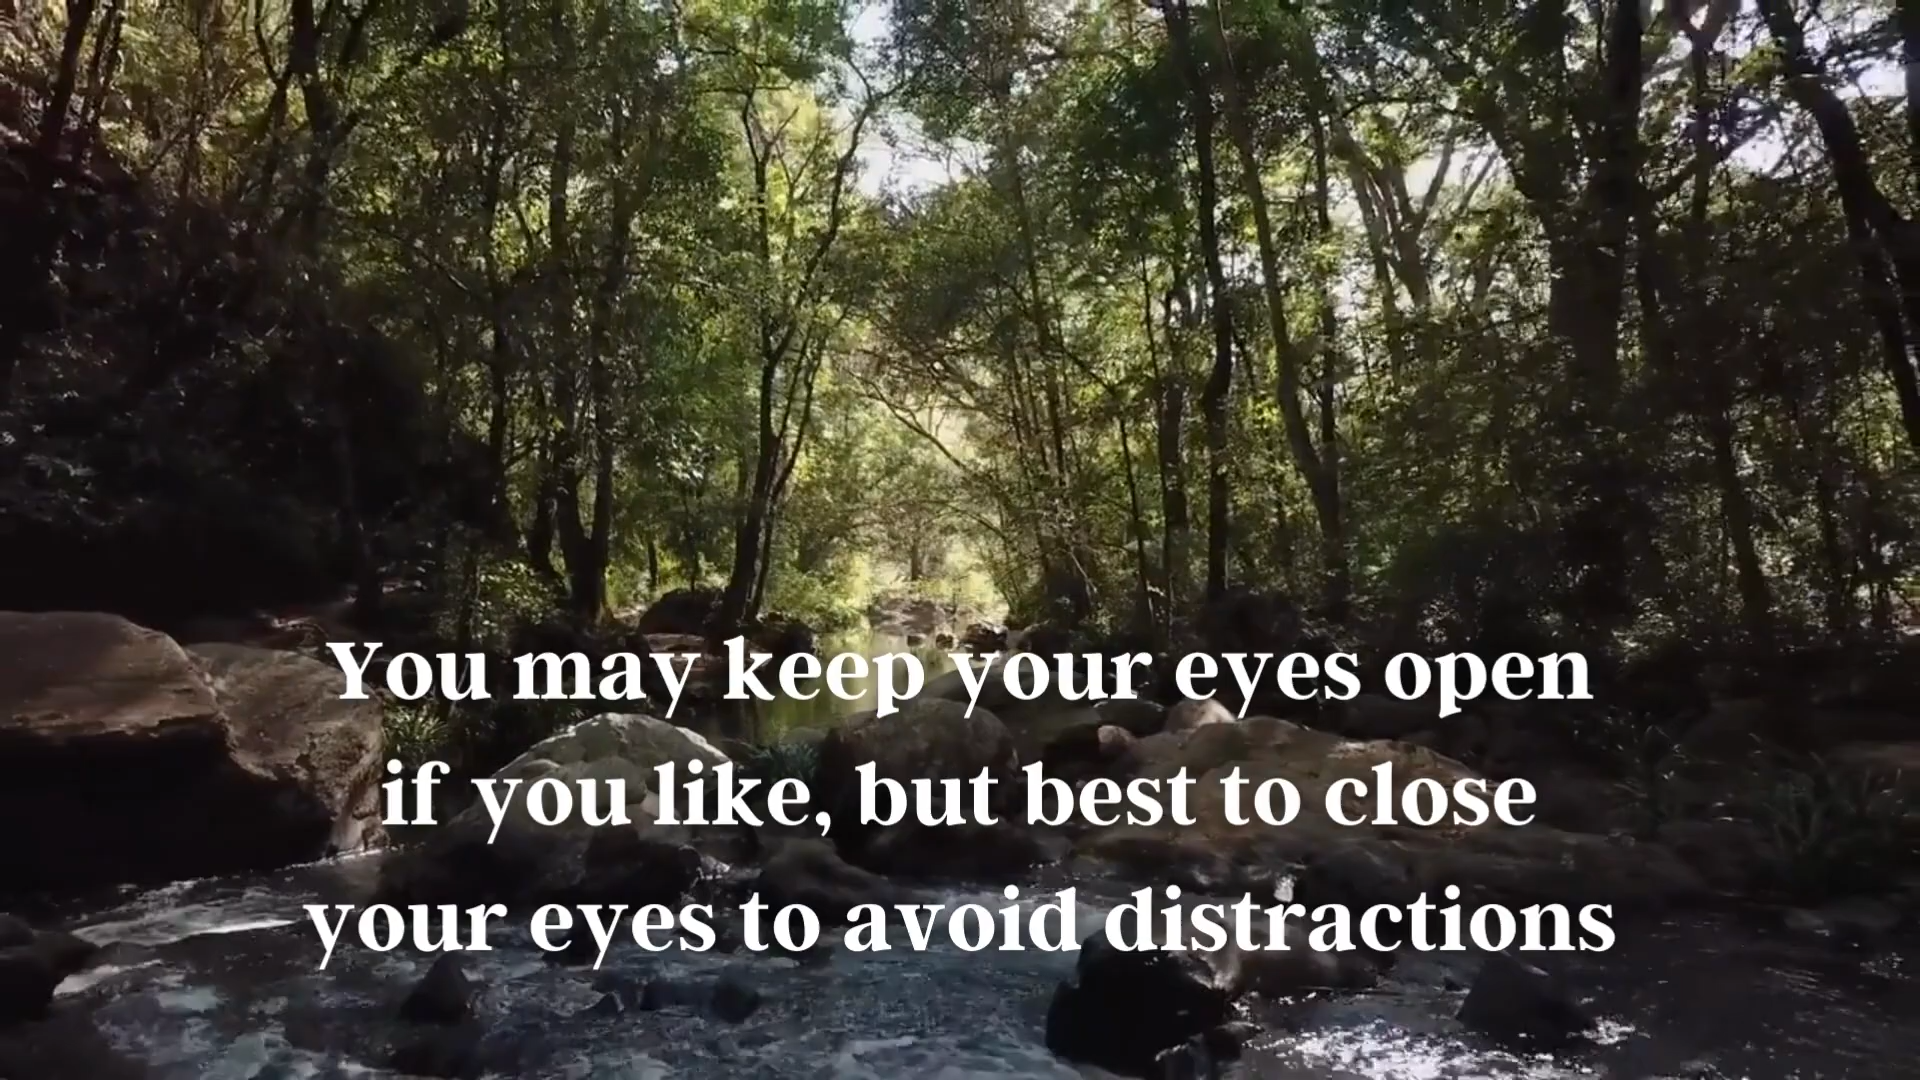 You may keep your eyes open
if you like, but best to close
your eyes to avoid distractions